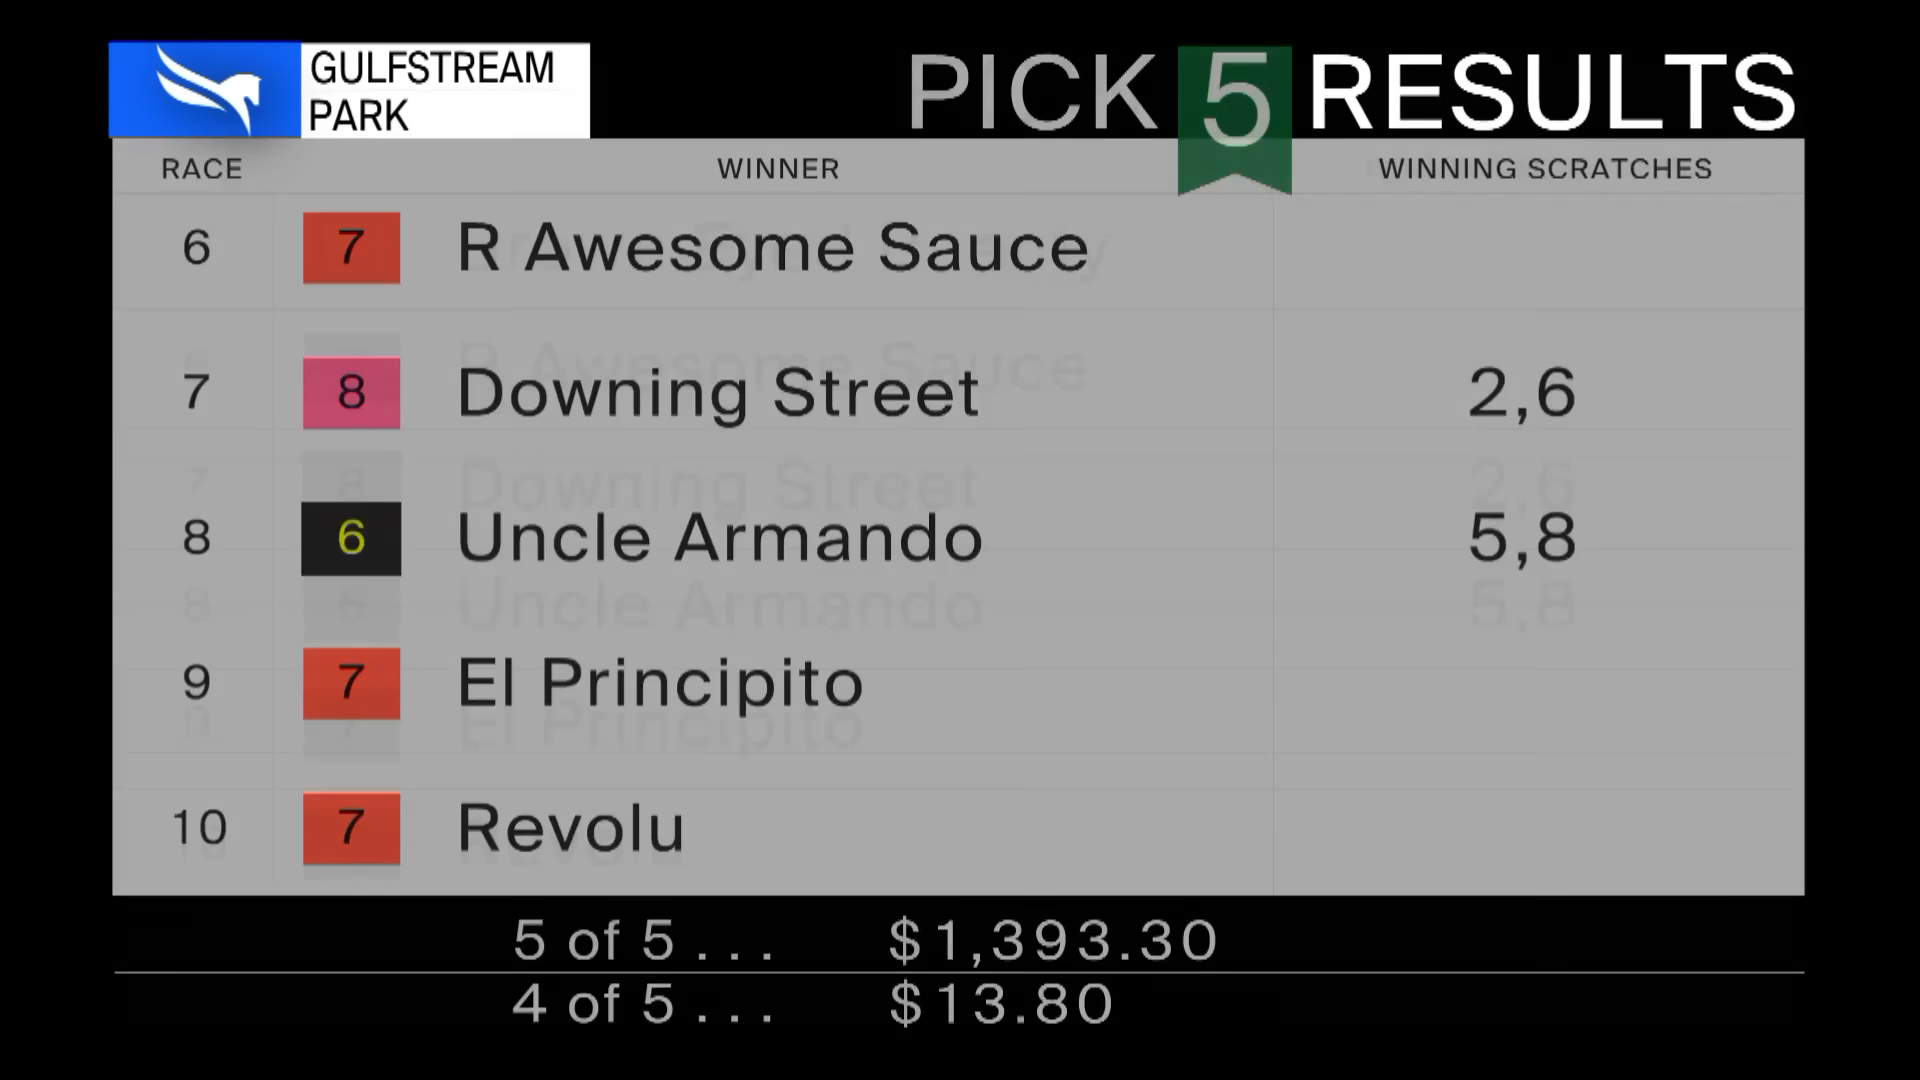 GULFSTREAM
PARK
PICK 5 RESULTS
RACE WINNER WINNING SCRATCHES
6 7 R Awesome Sauce
7 8 Downing Street 2,6
8 6 Uncle Armando 5,8
9 7 El Principito
10 7 Revolu
5 of 5 . . . $1,393.30
4 of 5 . . . $13.80